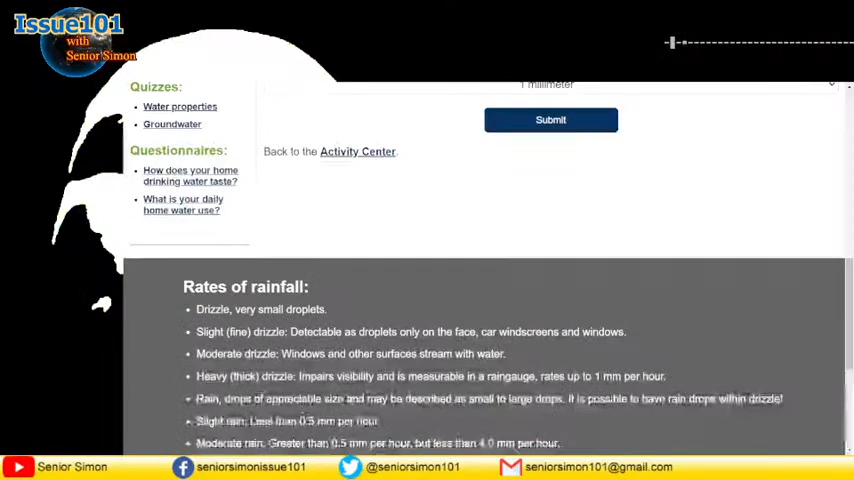 Issue101
with
Senior Simon
Quizzes:
Water properties
Groundwater
Questionnaires:
How does your home
drinking water taste?
What is your daily
home water use?
1 millimeter
Submit
Back to the Activity Center.
Rates of rainfall:
Drizzle, very small droplets.
Slight (fine) drizzle: Detectable as droplets only on the face, car windscreens and windows.
Moderate drizzle: Windows and other surfaces stream with water.
Heavy (thick) drizzle: Impairs visibility and is measurable in a raingauge, rates up to 1 mm per hour.
Rain, drops of appreciable size and may be described as small to large drops. It is possible to have rain drops within drizzle!
Slight rain: Less than 0.5 mm per hour.
Moderate rain: Greater than 0.5 mm per hour, but less than 4.0 mm per hour.
Senior Simon
seniorsimonissue101
@seniorsimon101
seniorsimon101@gmail.com